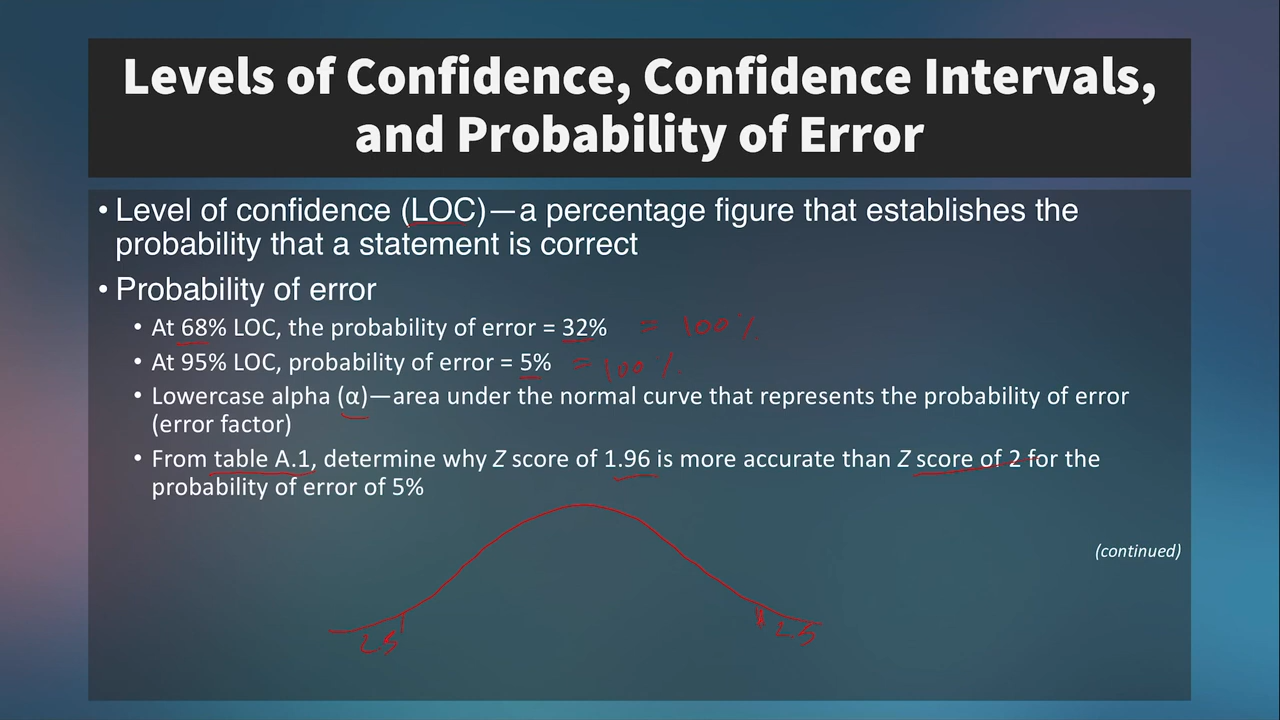 Levels of Confidence, Confidence Intervals,
and Probability of Error
• Level of confidence (LOC)—a percentage figure that establishes the
probability that a statement is correct
• Probability of error
• At 68% LOC, the probability of error = 32% = 100%
• At 95% LOC, probability of error = 5% = 100%
• Lowercase alpha (α)—area under the normal curve that represents the probability of error
(error factor)
• From table A.1, determine why Z score of 1.96 is more accurate than Z score of 2 for the
probability of error of 5%
(continued)
2.5 2.5